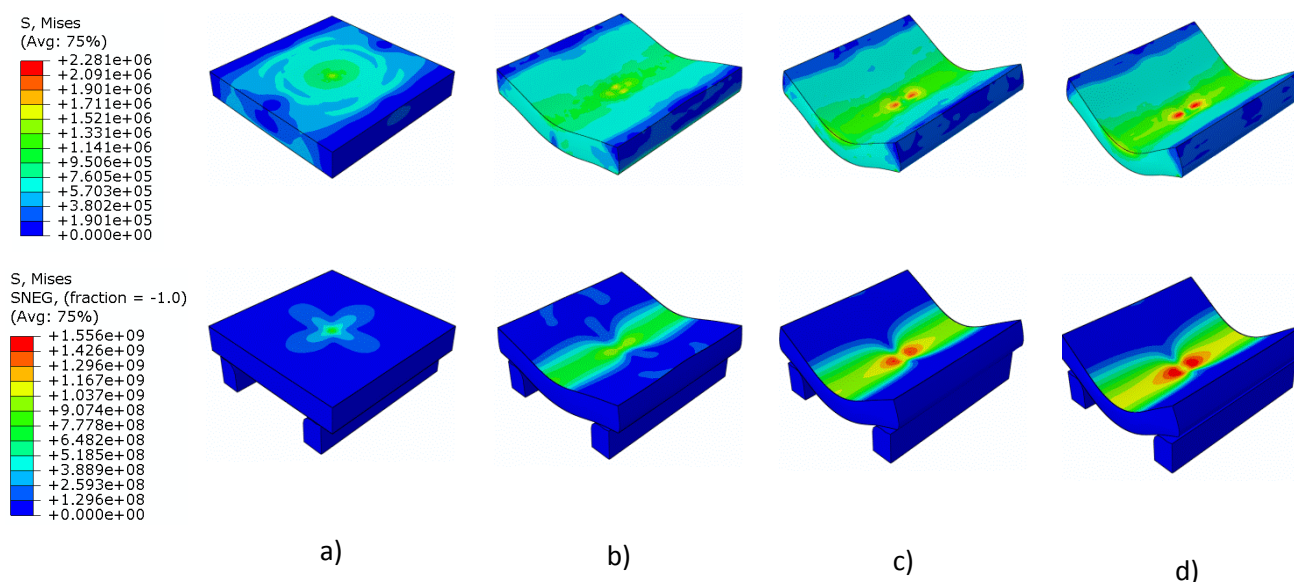 S, Mises
(Avg: 75%)
+2.281e+06
+2.091e+06
+1.901e+06
+1.711e+06
+1.521e+06
+1.331e+06
+1.141e+06
+9.506e+05
+7.605e+05
+5.703e+05
+3.802e+05
+1.901e+05
+0.000e+00
S, Mises
SNEG, (fraction = -1.0)
(Avg: 75%)
+1.556e+09
+1.426e+09
+1.296e+09
+1.167e+09
+1.037e+09
+9.074e+08
+7.778e+08
+6.482e+08
+5.185e+08
+3.889e+08
+2.593e+08
+1.296e+08
+0.000e+00
a) b) c) d)